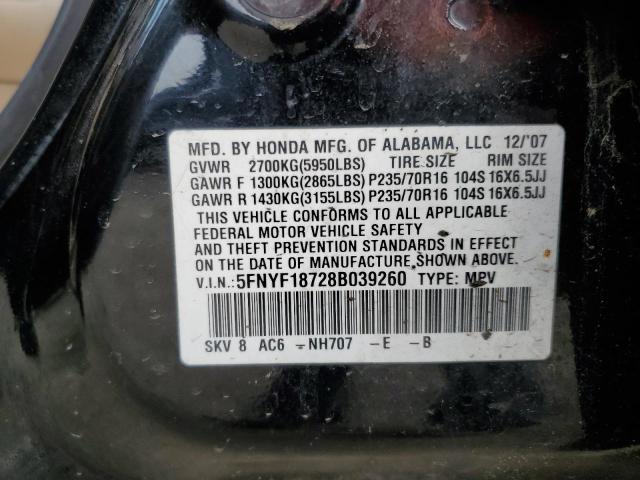 MFD. BY HONDA MFG. OF ALABAMA, LLC 12/'07
GVWR 2700KG(5950LBS) TIRE SIZE RIM SIZE
GAWR F 1300KG(2865LBS) P235/70R16 104S 16X6.5JJ
GAWR R 1430KG(3155LBS) P235/70R16 104S 16X6.5JJ
THIS VEHICLE CONFORMS TO ALL APPLICABLE
FEDERAL MOTOR VEHICLE SAFETY
AND THEFT PREVENTION STANDARDS IN EFFECT
ON THE DATE OF MANUFACTURE, SHOWN ABOVE.
V.I.N.: 5FNYF18728B039260 TYPE: MPV
SKV 8 AC6 -NH707 -E -B